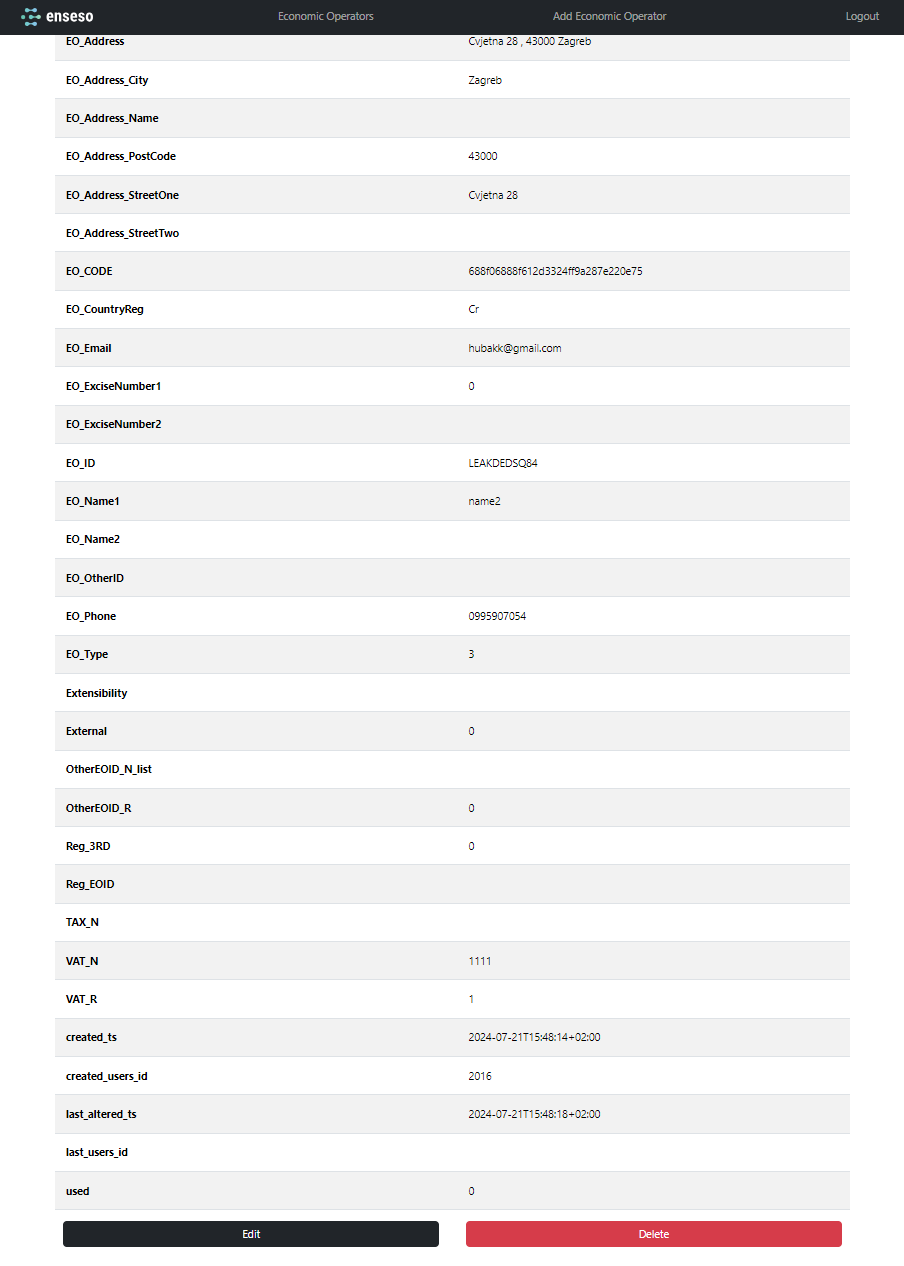 enseso Economic Operators Add Economic Operator Logout
EO_Address Cvjetna 28 , 43000 Zagreb
EO_Address_City Zagreb
EO_Address_Name
EO_Address_PostCode 43000
EO_Address_StreetOne Cvjetna 28
EO_Address_StreetTwo
EO_CODE 688f06888f612d3324ff9a287e220e75
EO_CountryReg Cr
EO_Email hubakk@gmail.com
EO_ExciseNumber1 0
EO_ExciseNumber2
EO_ID LEAKDEDSQ84
EO_Name1 name2
EO_Name2
EO_OtherID
EO_Phone 0995907054
EO_Type 3
Extensibility
External 0
OtherEOID_N_list
OtherEOID_R 0
Reg_3RD 0
Reg_EOID
TAX_N
VAT_N 1111
VAT_R 1
created_ts 2024-07-21T15:48:14+02:00
created_users_id 2016
last_altered_ts 2024-07-21T15:48:18+02:00
last_users_id
used 0
Edit Delete